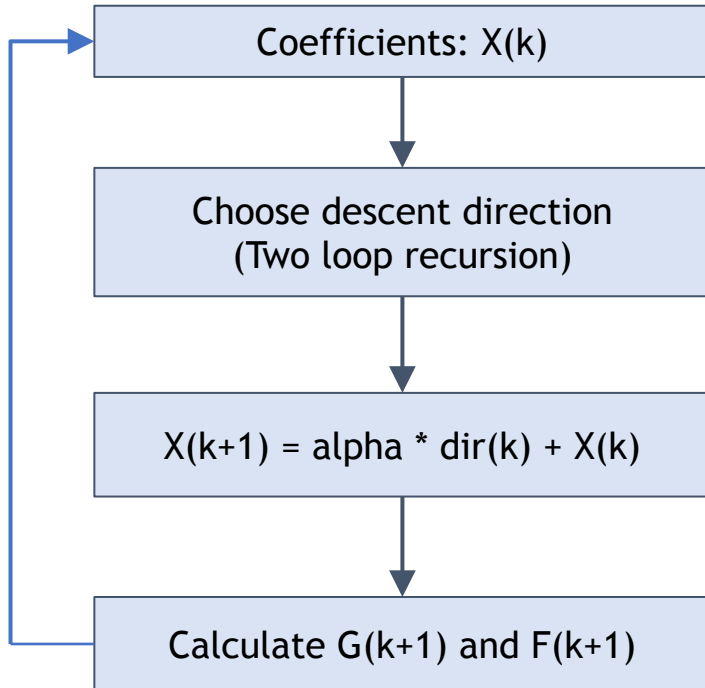 Coefficients: X(k)
Choose descent direction
(Two loop recursion)
X(k+1) = alpha * dir(k) + X(k)
Calculate G(k+1) and F(k+1)